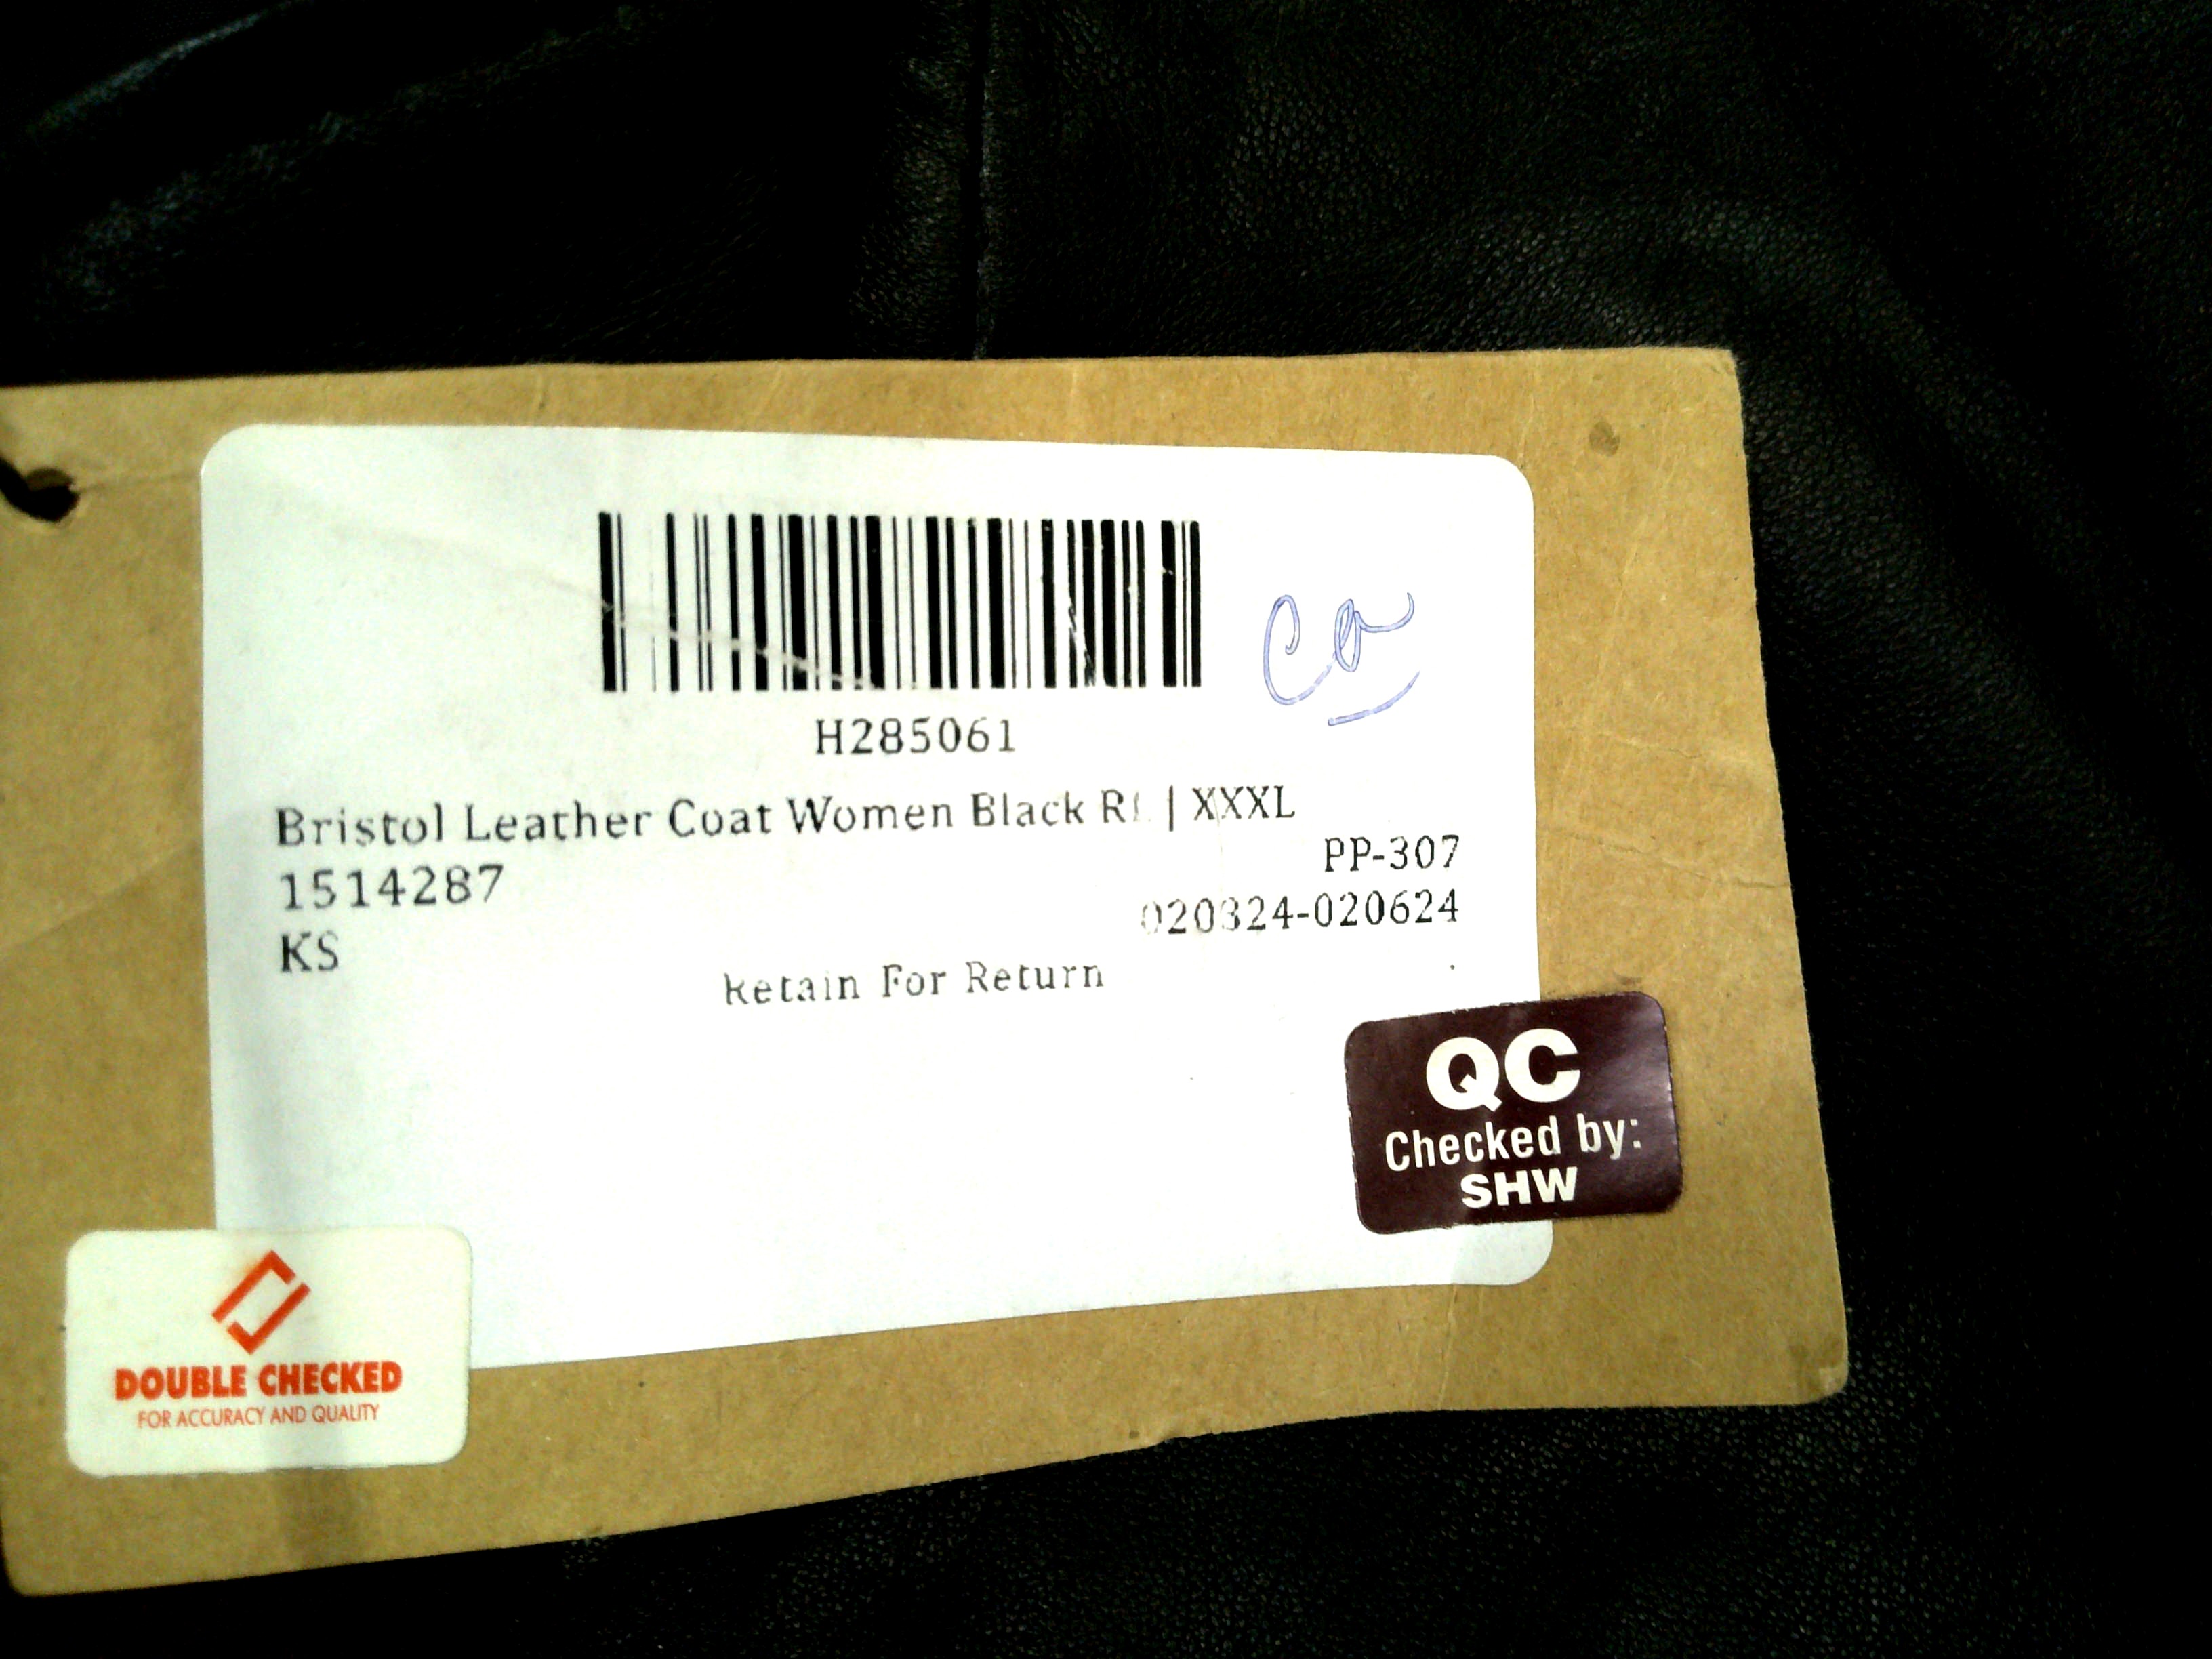 H285061
Bristol Leather Coat Women Black | XXXL
PP-307
1514287
020324-020624
KS
Retain For Return
QC
Checked by:
SHW
DOUBLE CHECKED
FOR ACCURACY AND QUALITY